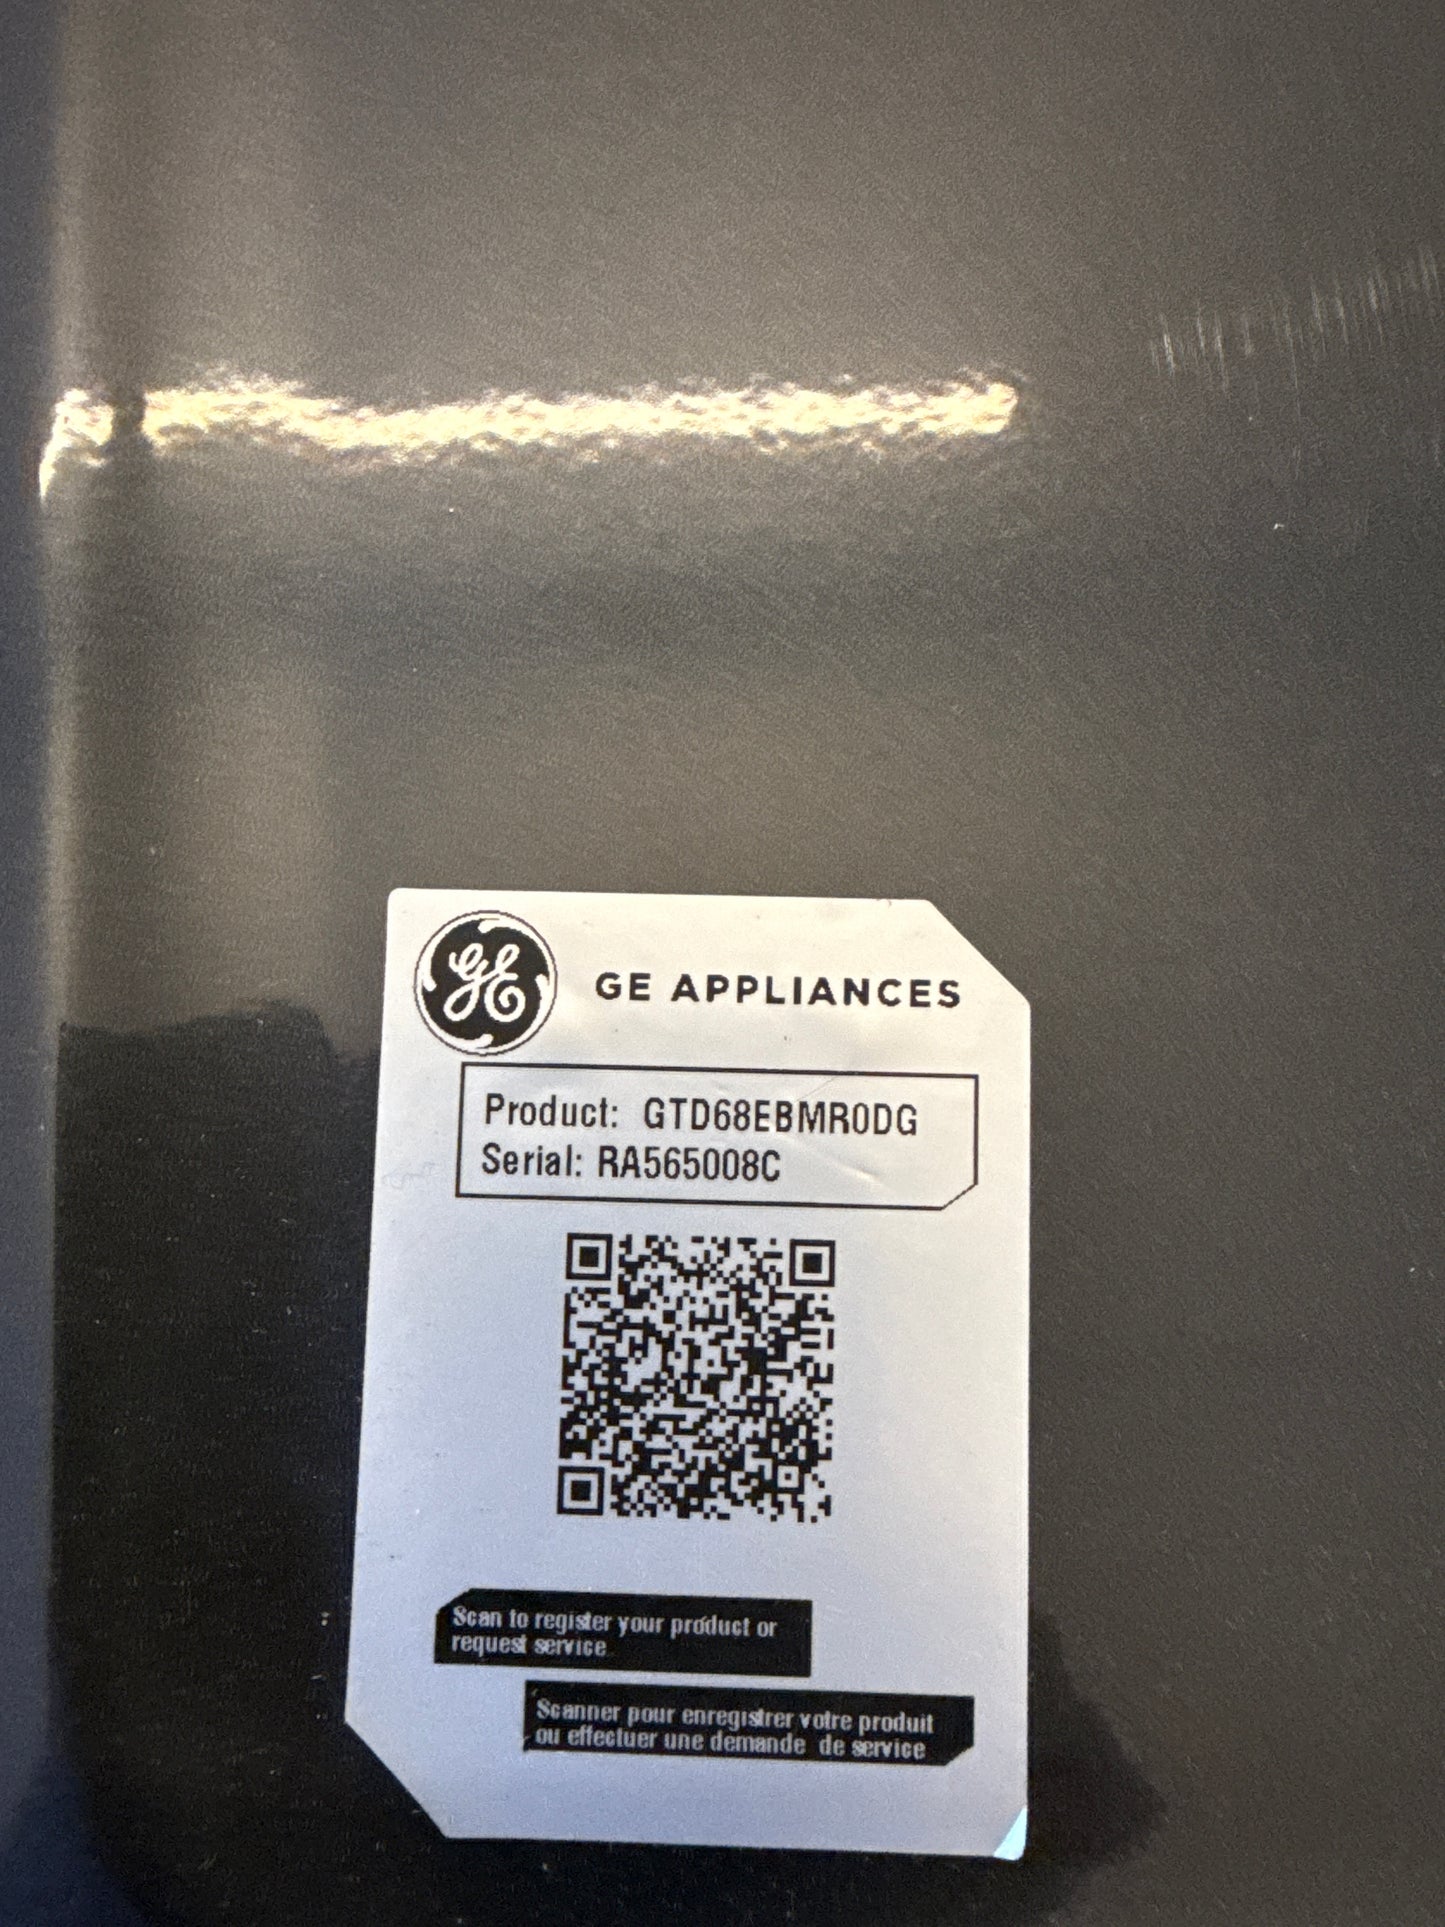 GE
GE APPLIANCES
Product: GTD68EBMR0DG
Serial: RA565008C
Scan to register your product or
request service
Scanner pour enregistrer votre produit
ou effectuer une demande de service